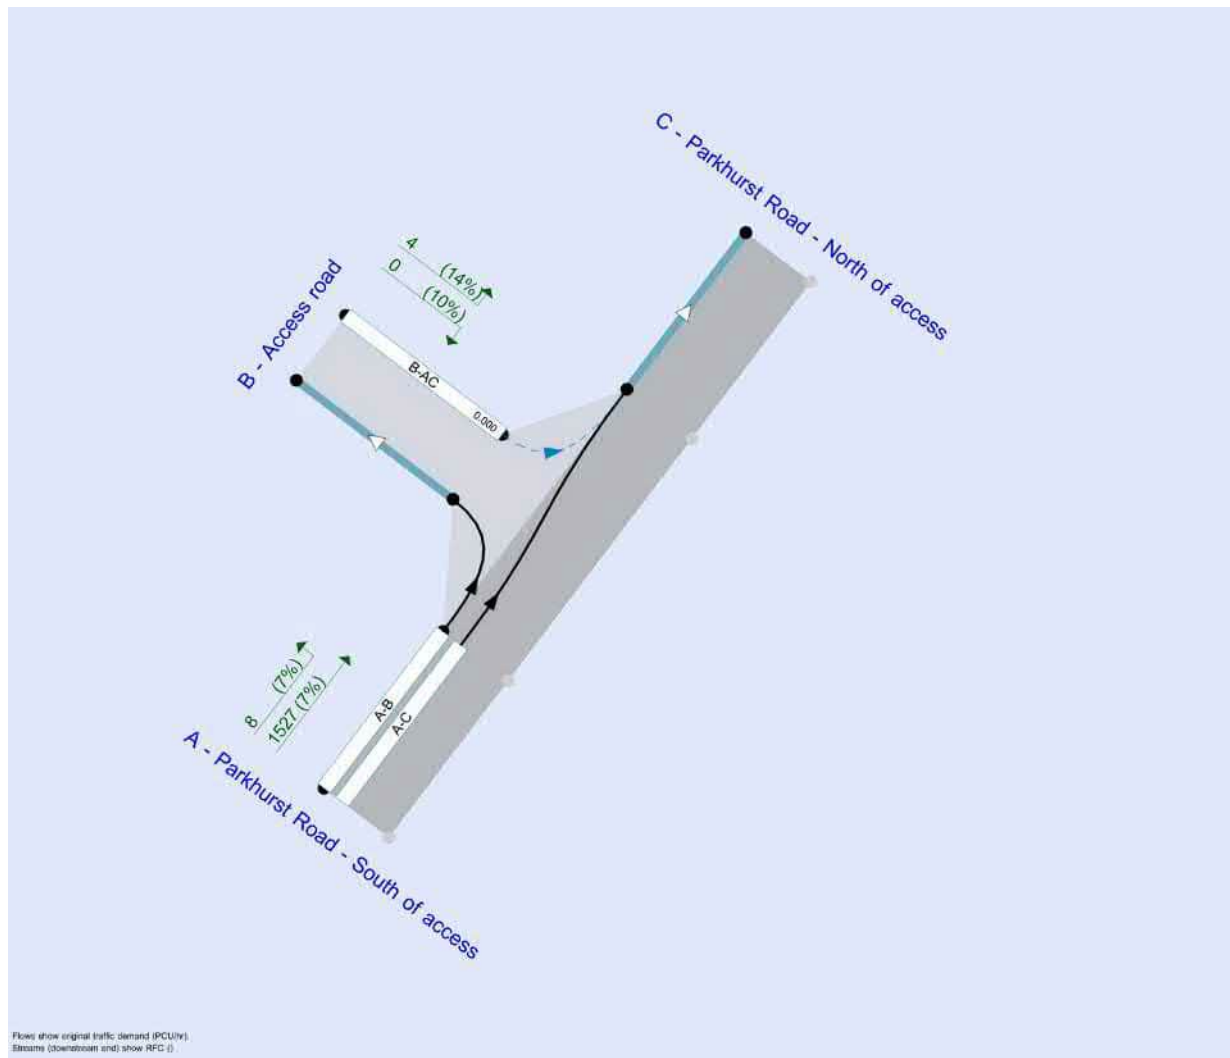 C - Parkhurst Road - North of access
4 (14%)
0 (10%)
B - Access road
B-AC
0.000
8 (7%)
1527 (7%)
A-B
A-C
A - Parkhurst Road - South of access
Flows show original traffic demand (PCU/hr).
Streams (downstream end) show RFC ()